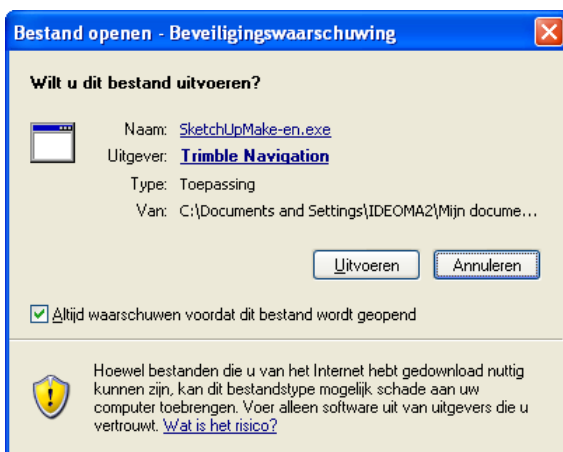 Bestand openen - Beveiligingswaarschuwing
Wilt u dit bestand uitvoeren?
Naam: SketchUpMake-en.exe
Uitgever: Trimble Navigation
Type: Toepassing
Van: C:\Documents and Settings\IDEOMA2\Mijn docume...
Uitvoeren Annuleren
Altijd waarschuwen voordat dit bestand wordt geopend
Hoewel bestanden die u van het Internet hebt gedownload nuttig
kunnen zijn, kan dit bestandstype mogelijk schade aan uw
computer toebrengen. Voer alleen software uit van uitgevers die u
vertrouwt. Wat is het risico?